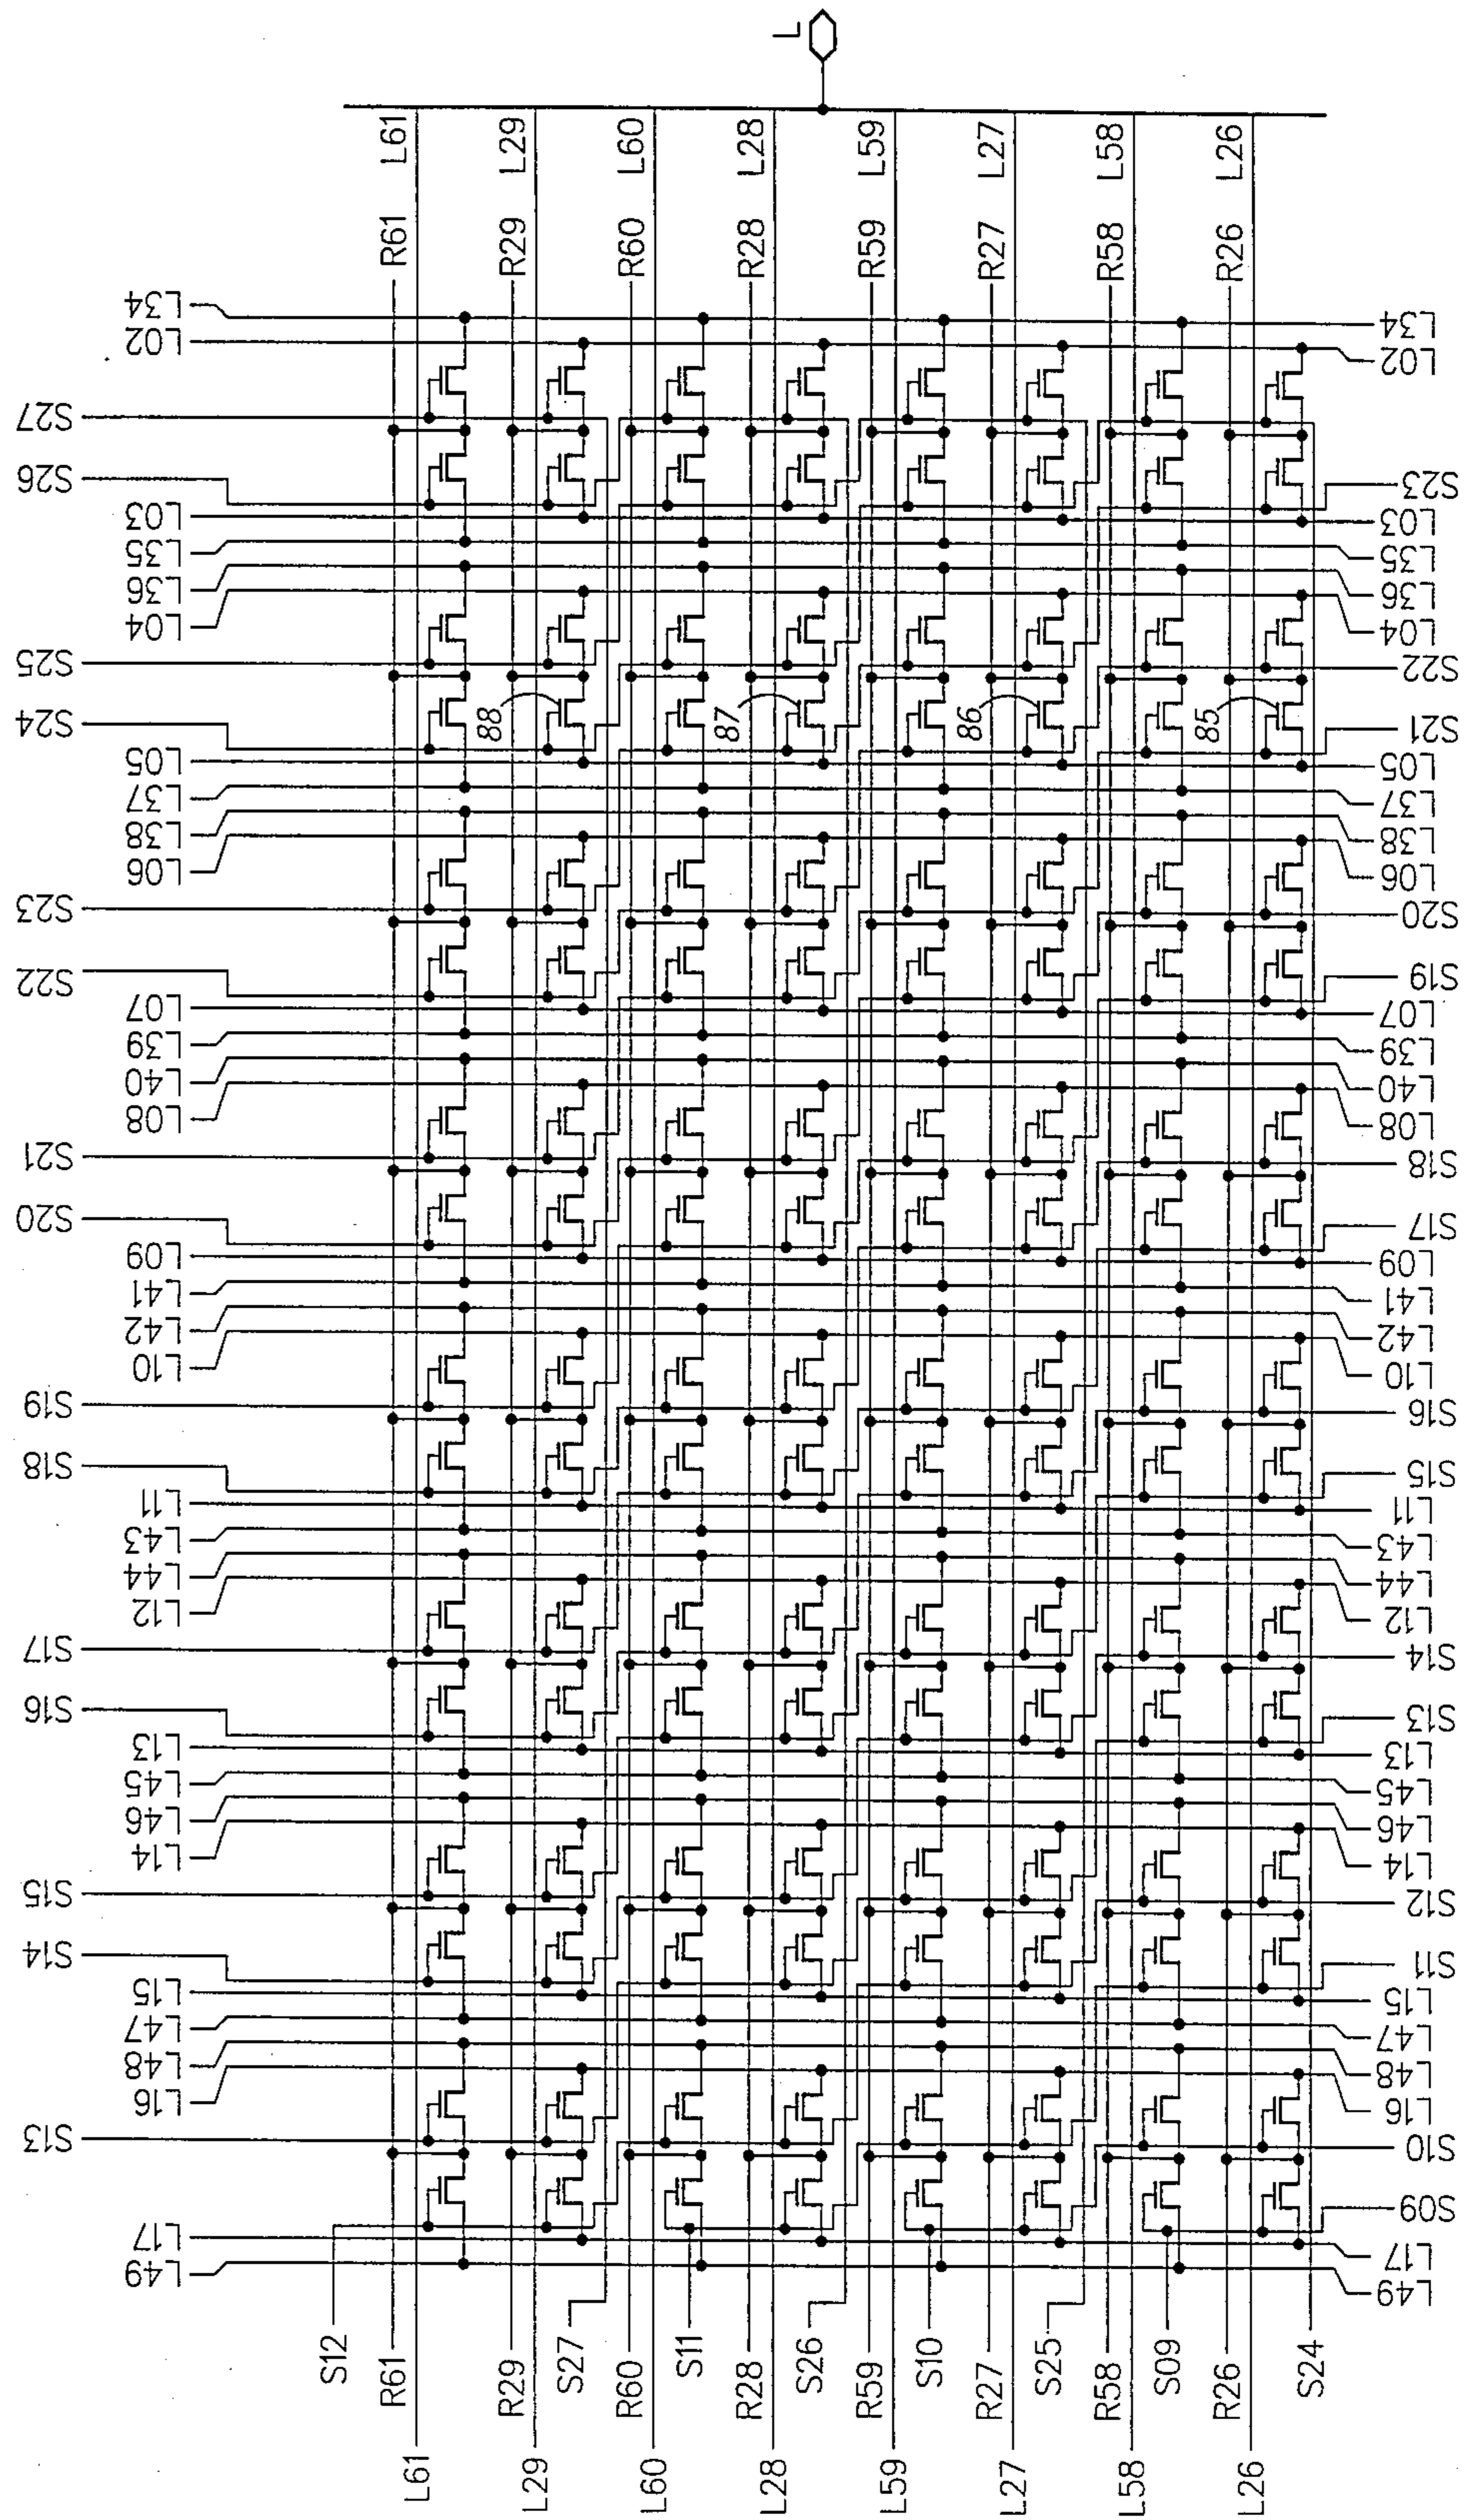 L
R61 L61
R29 L29
R60 L60
R28 L28
R59 L59
R27 L27
R58 L58
R26 L26
L34
L02
S27
S26
L03
L35
L36
L04
S25
S24
L05
L37
L38
L06
S23
S22
L07
L39
L40
L08
S21
S20
L09
L41
L42
L10
S19
S18
L11
L43
L44
L12
S17
S16
L13
L45
L46
L14
S15
S14
L15
L47
L48
L16
S13
L17
L49
88
87
86
85
L34
L02
S23
L03
L35
L36
L04
S22
S21
L05
L37
L38
L06
S20
S19
L07
L39
L40
L08
S18
S17
L09
L41
L42
L10
S16
S15
L11
L43
L44
L12
S14
S13
L13
L45
L46
L14
S12
S11
L15
L47
L48
L16
S10
S09
L17
L49
S12
R61
L61
R29
L29
S27
R60
L60
S11
R28
L28
S26
R59
L59
S10
R27
L27
S25
R58
L58
S09
R26
L26
S24